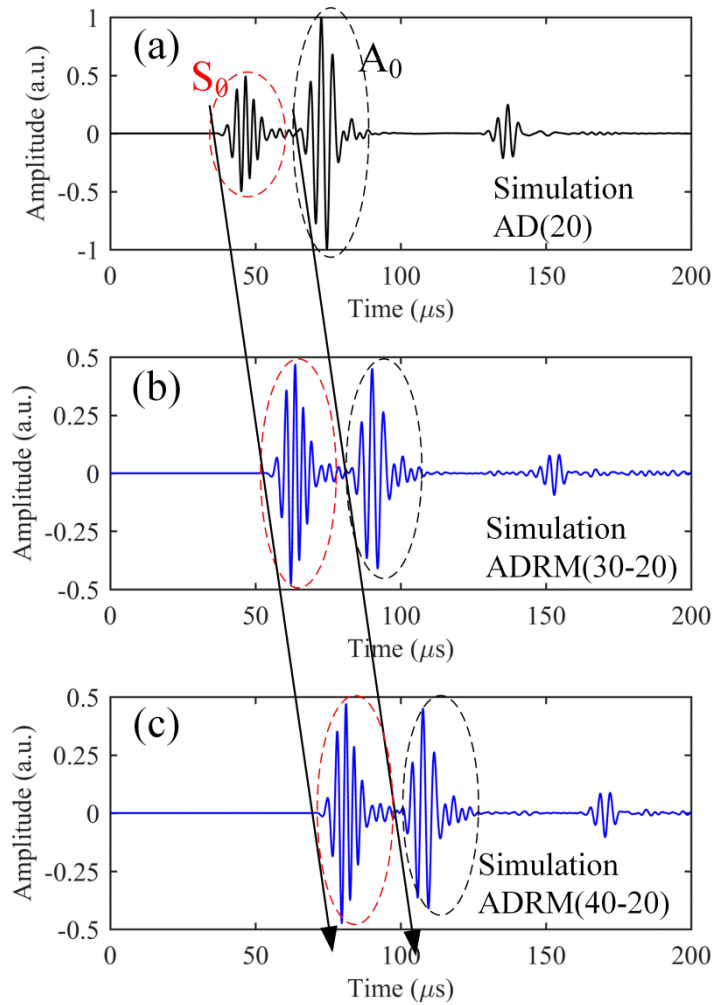 (a)
S₀
A₀
Amplitude (a.u.)
1
0.5
0
-0.5
-1
Simulation
AD(20)
0 50 100 150 200
Time (μs)
(b)
Amplitude (a.u.)
0.5
0.25
0
-0.25
-0.5
Simulation
ADRM(30-20)
0 50 100 150 200
Time (μs)
(c)
Amplitude (a.u.)
0.5
0.25
0
-0.25
-0.5
Simulation
ADRM(40-20)
0 50 100 150 200
Time (μs)